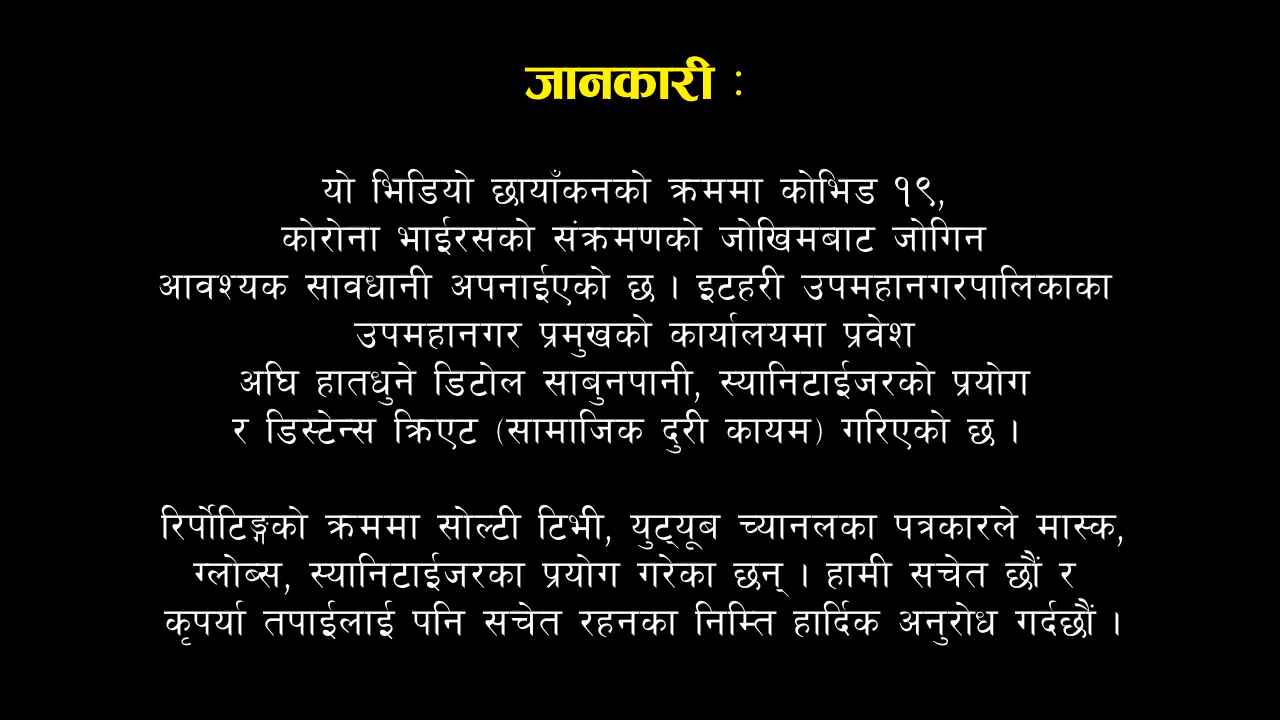 जानकारी :
यो भिडियो छायाँकनको क्रममा कोभिड १९,
कोरोना भाईरसको संक्रमणको जोखिमबाट जोगिन
आवश्यक सावधानी अपनाईएको छ । इटहरी उपमहानगरपालिकाका
उपमहानगर प्रमुखको कार्यालयमा प्रवेश
अघि हातधुने डिटोल साबुनपानी, स्यानिटाईजरको प्रयोग
र डिस्टेन्स क्रिएट (सामाजिक दुरी कायम) गरिएको छ ।
रिर्पोटिङ्गको क्रममा सोल्टी टिभी, युट्यूब च्यानलका पत्रकारले मास्क,
ग्लोब्स, स्यानिटाईजरका प्रयोग गरेका छन् । हामी सचेत छौं र
कृपर्या तपाईलाई पनि सचेत रहनका निम्ति हार्दिक अनुरोध गर्दछौं ।